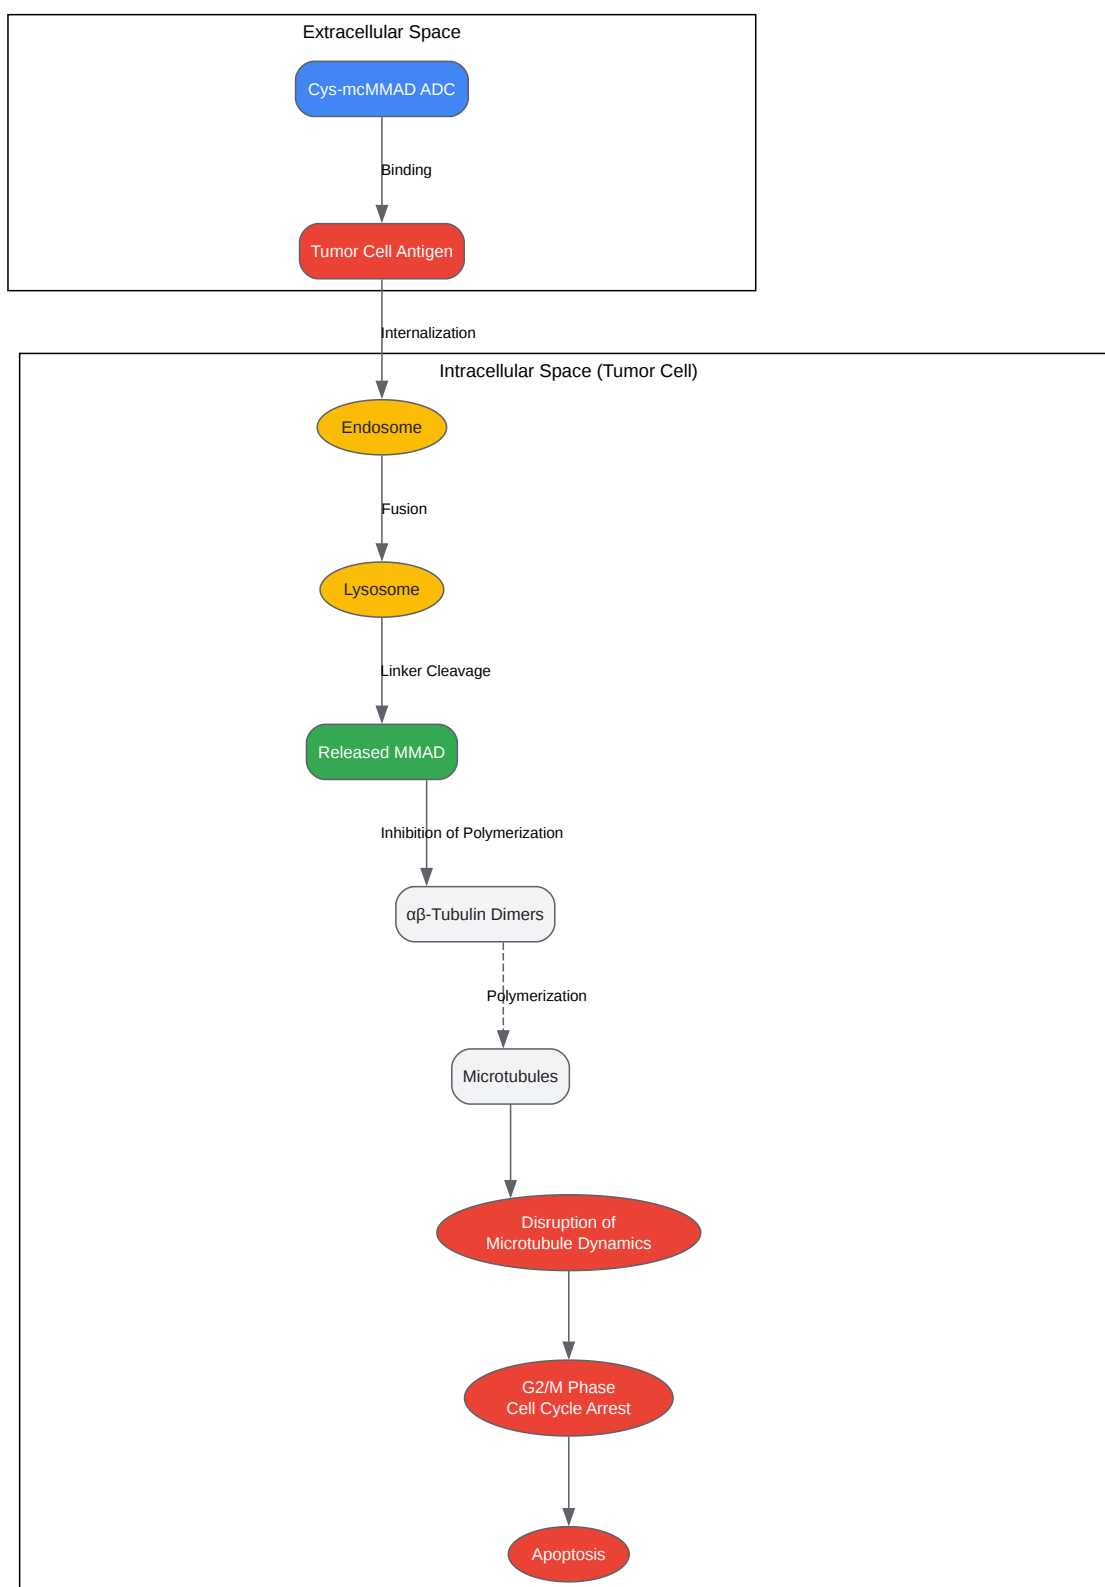 Extracellular Space
Cys-mcMMAD ADC
Binding
Tumor Cell Antigen
Internalization
Intracellular Space (Tumor Cell)
Endosome
Fusion
Lysosome
Linker Cleavage
Released MMAD
Inhibition of Polymerization
αβ-Tubulin Dimers
Polymerization
Microtubules
Disruption of
Microtubule Dynamics
G2/M Phase
Cell Cycle Arrest
Apoptosis